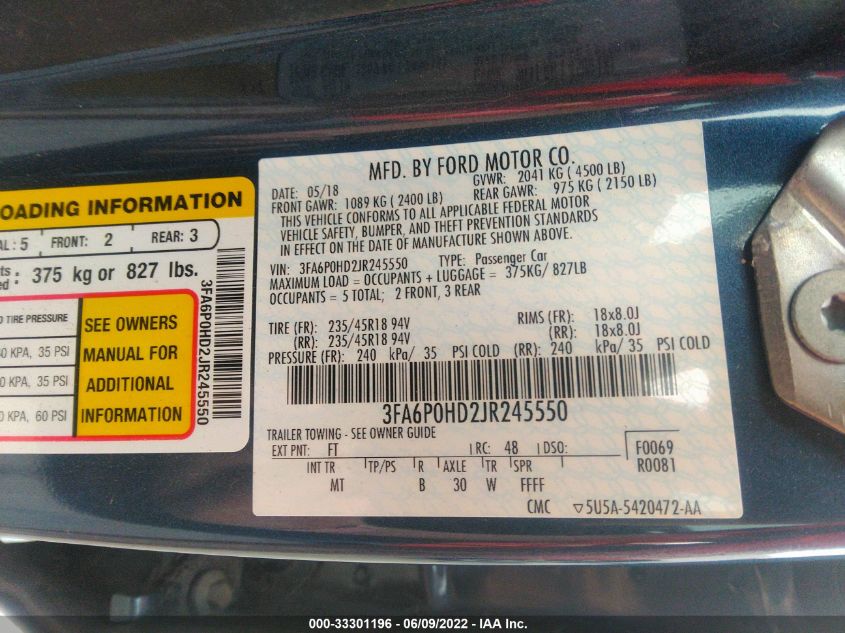 OADING INFORMATION
AL: 5 FRONT: 2 REAR: 3
375 kg or 827 lbs.
TIRE PRESSURE
KPA, 35 PSI
KPA, 35 PSI
KPA, 60 PSI
SEE OWNERS
MANUAL FOR
ADDITIONAL
INFORMATION
3FA6P0HD2JR245550
MFD. BY FORD MOTOR CO.
DATE: 05/18 GVWR: 2041 KG ( 4500 LB)
FRONT GAWR: 1089 KG ( 2400 LB) REAR GAWR: 975 KG ( 2150 LB)
THIS VEHICLE CONFORMS TO ALL APPLICABLE FEDERAL MOTOR
VEHICLE SAFETY, BUMPER, AND THEFT PREVENTION STANDARDS
IN EFFECT ON THE DATE OF MANUFACTURE SHOWN ABOVE.
VIN: 3FA6P0HD2JR245550 TYPE: Passenger Car
MAXIMUM LOAD = OCCUPANTS + LUGGAGE = 375KG/ 827LB
OCCUPANTS = 5 TOTAL; 2 FRONT, 3 REAR
TIRE (FR): 235/45R18 94V RIMS (FR): 18x8.0J
(RR): 235/45R18 94V (RR): 18x8.0J
PRESSURE (FR): 240 kPa/ 35 PSI COLD (RR): 240 kPa/ 35 PSI COLD
3FA6P0HD2JR245550
TRAILER TOWING - SEE OWNER GUIDE
EXT PNT: FT RC: 48 DSO: F0069
INT TR TP/PS R AXLE TR SPR R0081
MT B 30 W FFFF
CMC ▽5U5A-5420472-AA
000-33301196 - 06/09/2022 - IAA Inc.